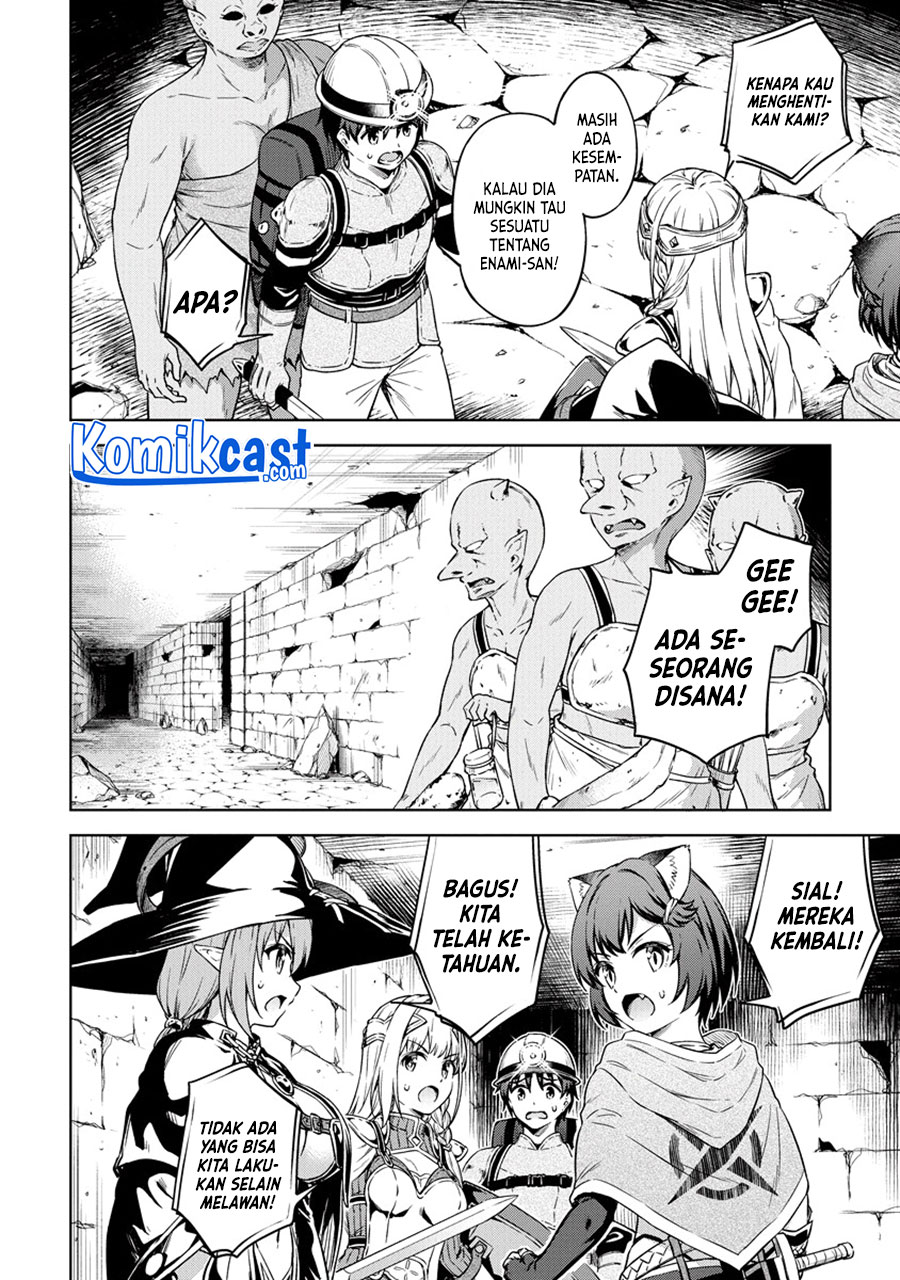 KENAPA KAU
MENGHENTI-
KAN KAMI?
MASIH
ADA
KESEM-
PATAN.
KALAU DIA
MUNGKIN TAU
SESUATU
TENTANG
ENAMI-SAN!
APA?
Komikcast
.com
GEE
GEE!
ADA SE-
SEORANG
DISANA!
SIAL!
MEREKA
KEMBALI!
BAGUS!
KITA
TELAH KE-
TAHUAN.
TIDAK ADA
YANG BISA
KITA LAKU-
KAN SELAIN
MELAWAN!